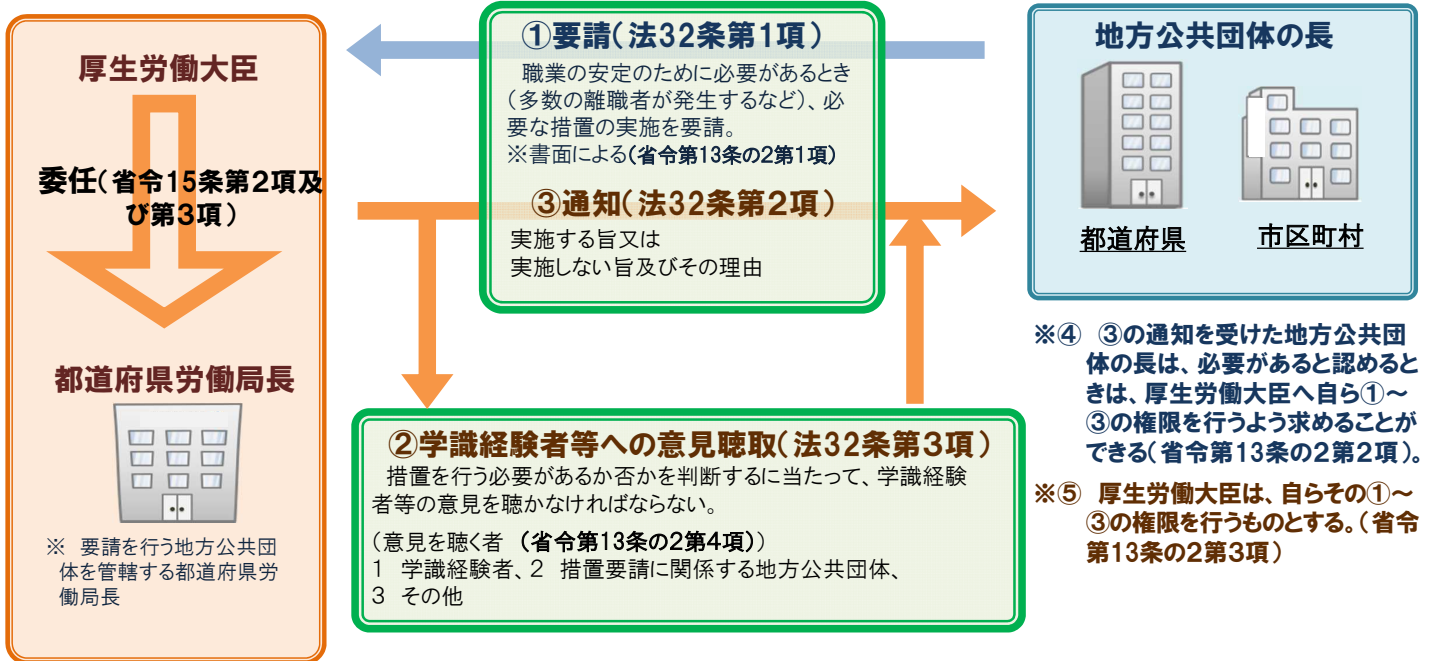 厚生労働大臣
委任(省令15条第2項及
び第3項)
都道府県労働局長
※ 要請を行う地方公共団
体を管轄する都道府県労
働局長
①要請(法32条第1項)
職業の安定のために必要があるとき
(多数の離職者が発生するなど)、必
要な措置の実施を要請。
※書面による(省令第13条の2第1項)
③通知(法32条第2項)
実施する旨又は
実施しない旨及びその理由
②学識経験者等への意見聴取(法32条第3項)
措置を行う必要があるか否かを判断するに当たって、学識経験
者等の意見を聴かなければならない。
(意見を聴く者 (省令第13条の2第4項))
1 学識経験者、2 措置要請に関係する地方公共団体、
3 その他
地方公共団体の長
都道府県
市区町村
※④ ③の通知を受けた地方公共団
体の長は、必要があると認めると
きは、厚生労働大臣へ自ら①~
③の権限を行うよう求めることが
できる(省令第13条の2第2項)。
※⑤ 厚生労働大臣は、自らその①~
③の権限を行うものとする。(省令
第13条の2第3項)